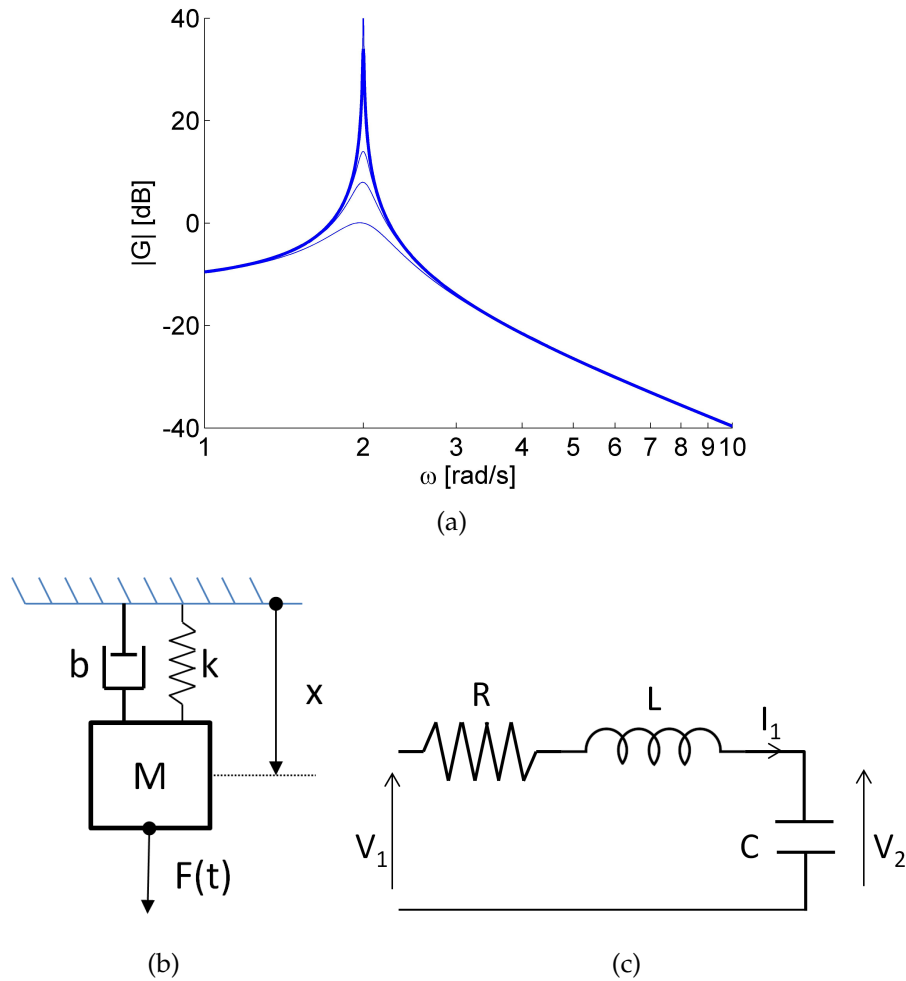 40
20
0
-20
-40
|G| [dB]
1 2 3 4 5 6 7 8 9 10
ω [rad/s]
(a)
b k
x
M
F(t)
(b)
R L I₁
V₁ C V₂
(c)